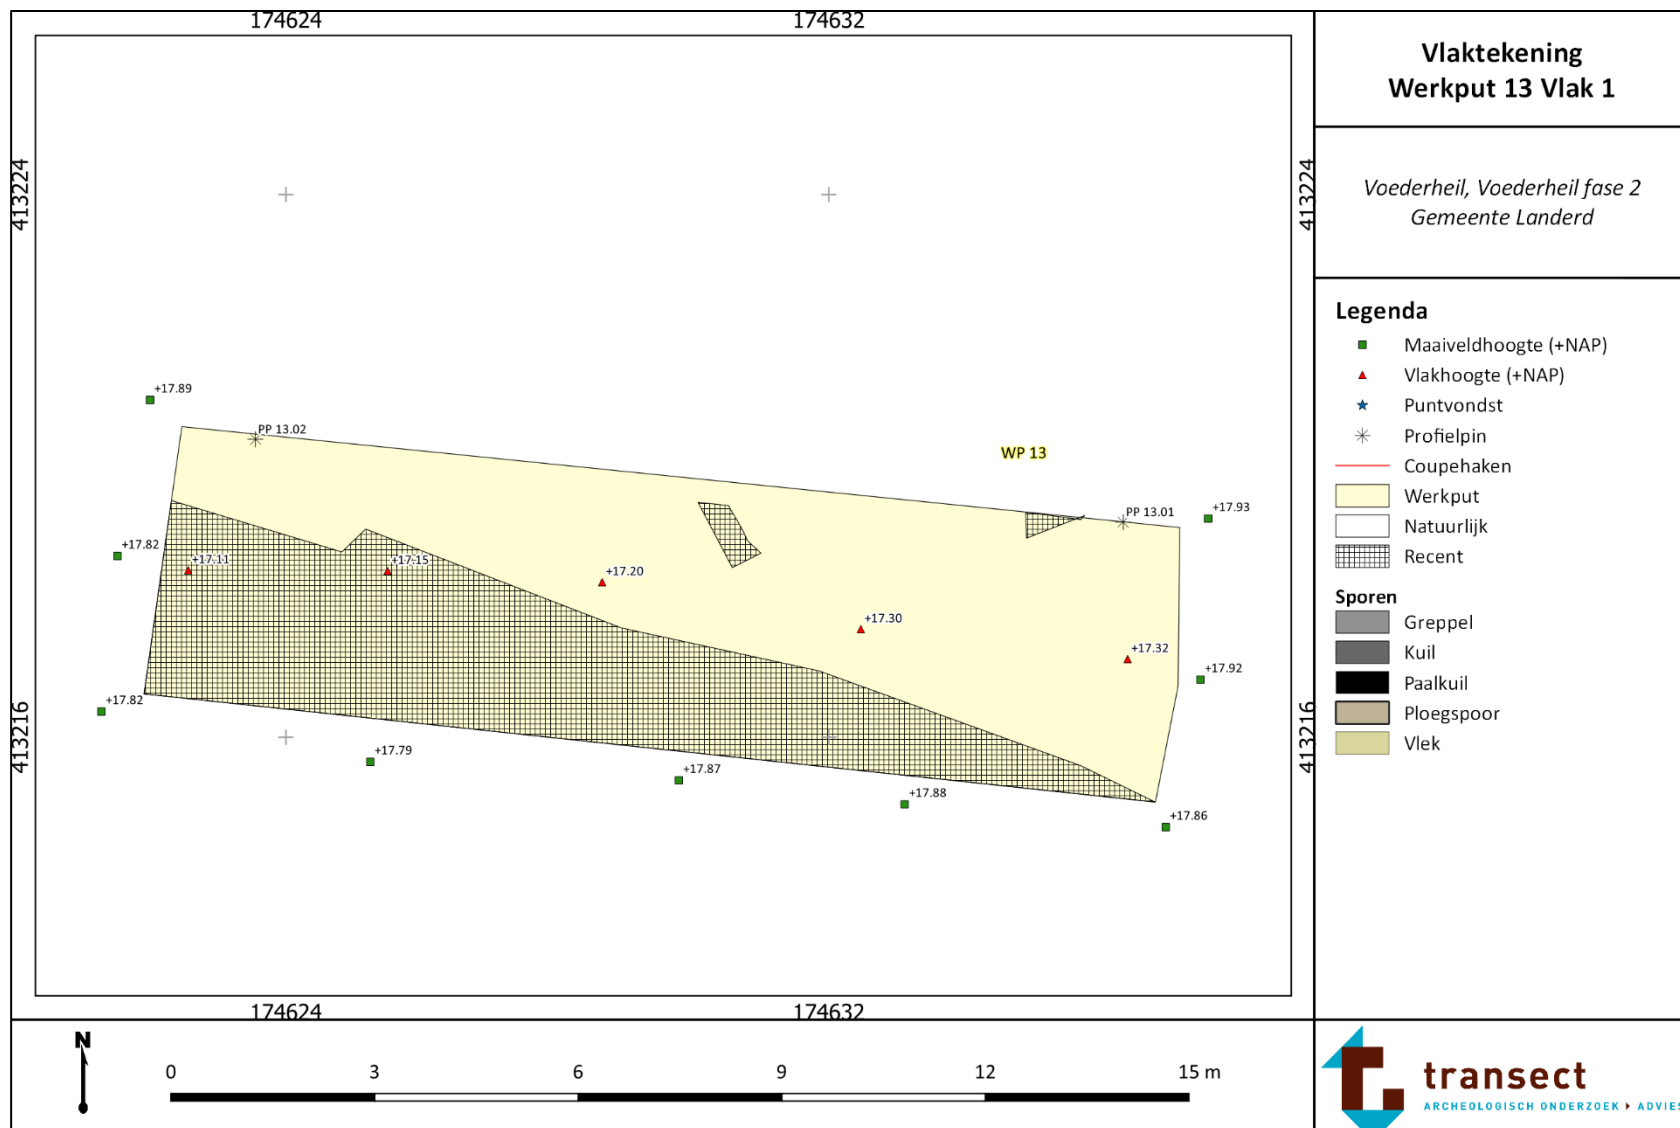 174624
174632
Vlaktekening
Werkput 13 Vlak 1
Voederheil, Voederheil fase 2
Gemeente Landerd
413224
413224
+17.89
PP 13.02
WP 13
+17.93
PP 13.01
+17.82
+17.11
+17.15
+17.20
+17.30
+17.32
+17.92
+17.82
413216
413216
+17.79
+17.87
+17.88
+17.86
174624
174632
Legenda
Maaiveldhoogte (+NAP)
Vlakhoogte (+NAP)
Puntvondst
Profielpin
Coupehaken
Werkput
Natuurlijk
Recent
Sporen
Greppel
Kuil
Paalkuil
Ploegspoor
Vlek
N
0 3 6 9 12 15 m
transect
ARCHEOLOGISCH ONDERZOEK ADVIES